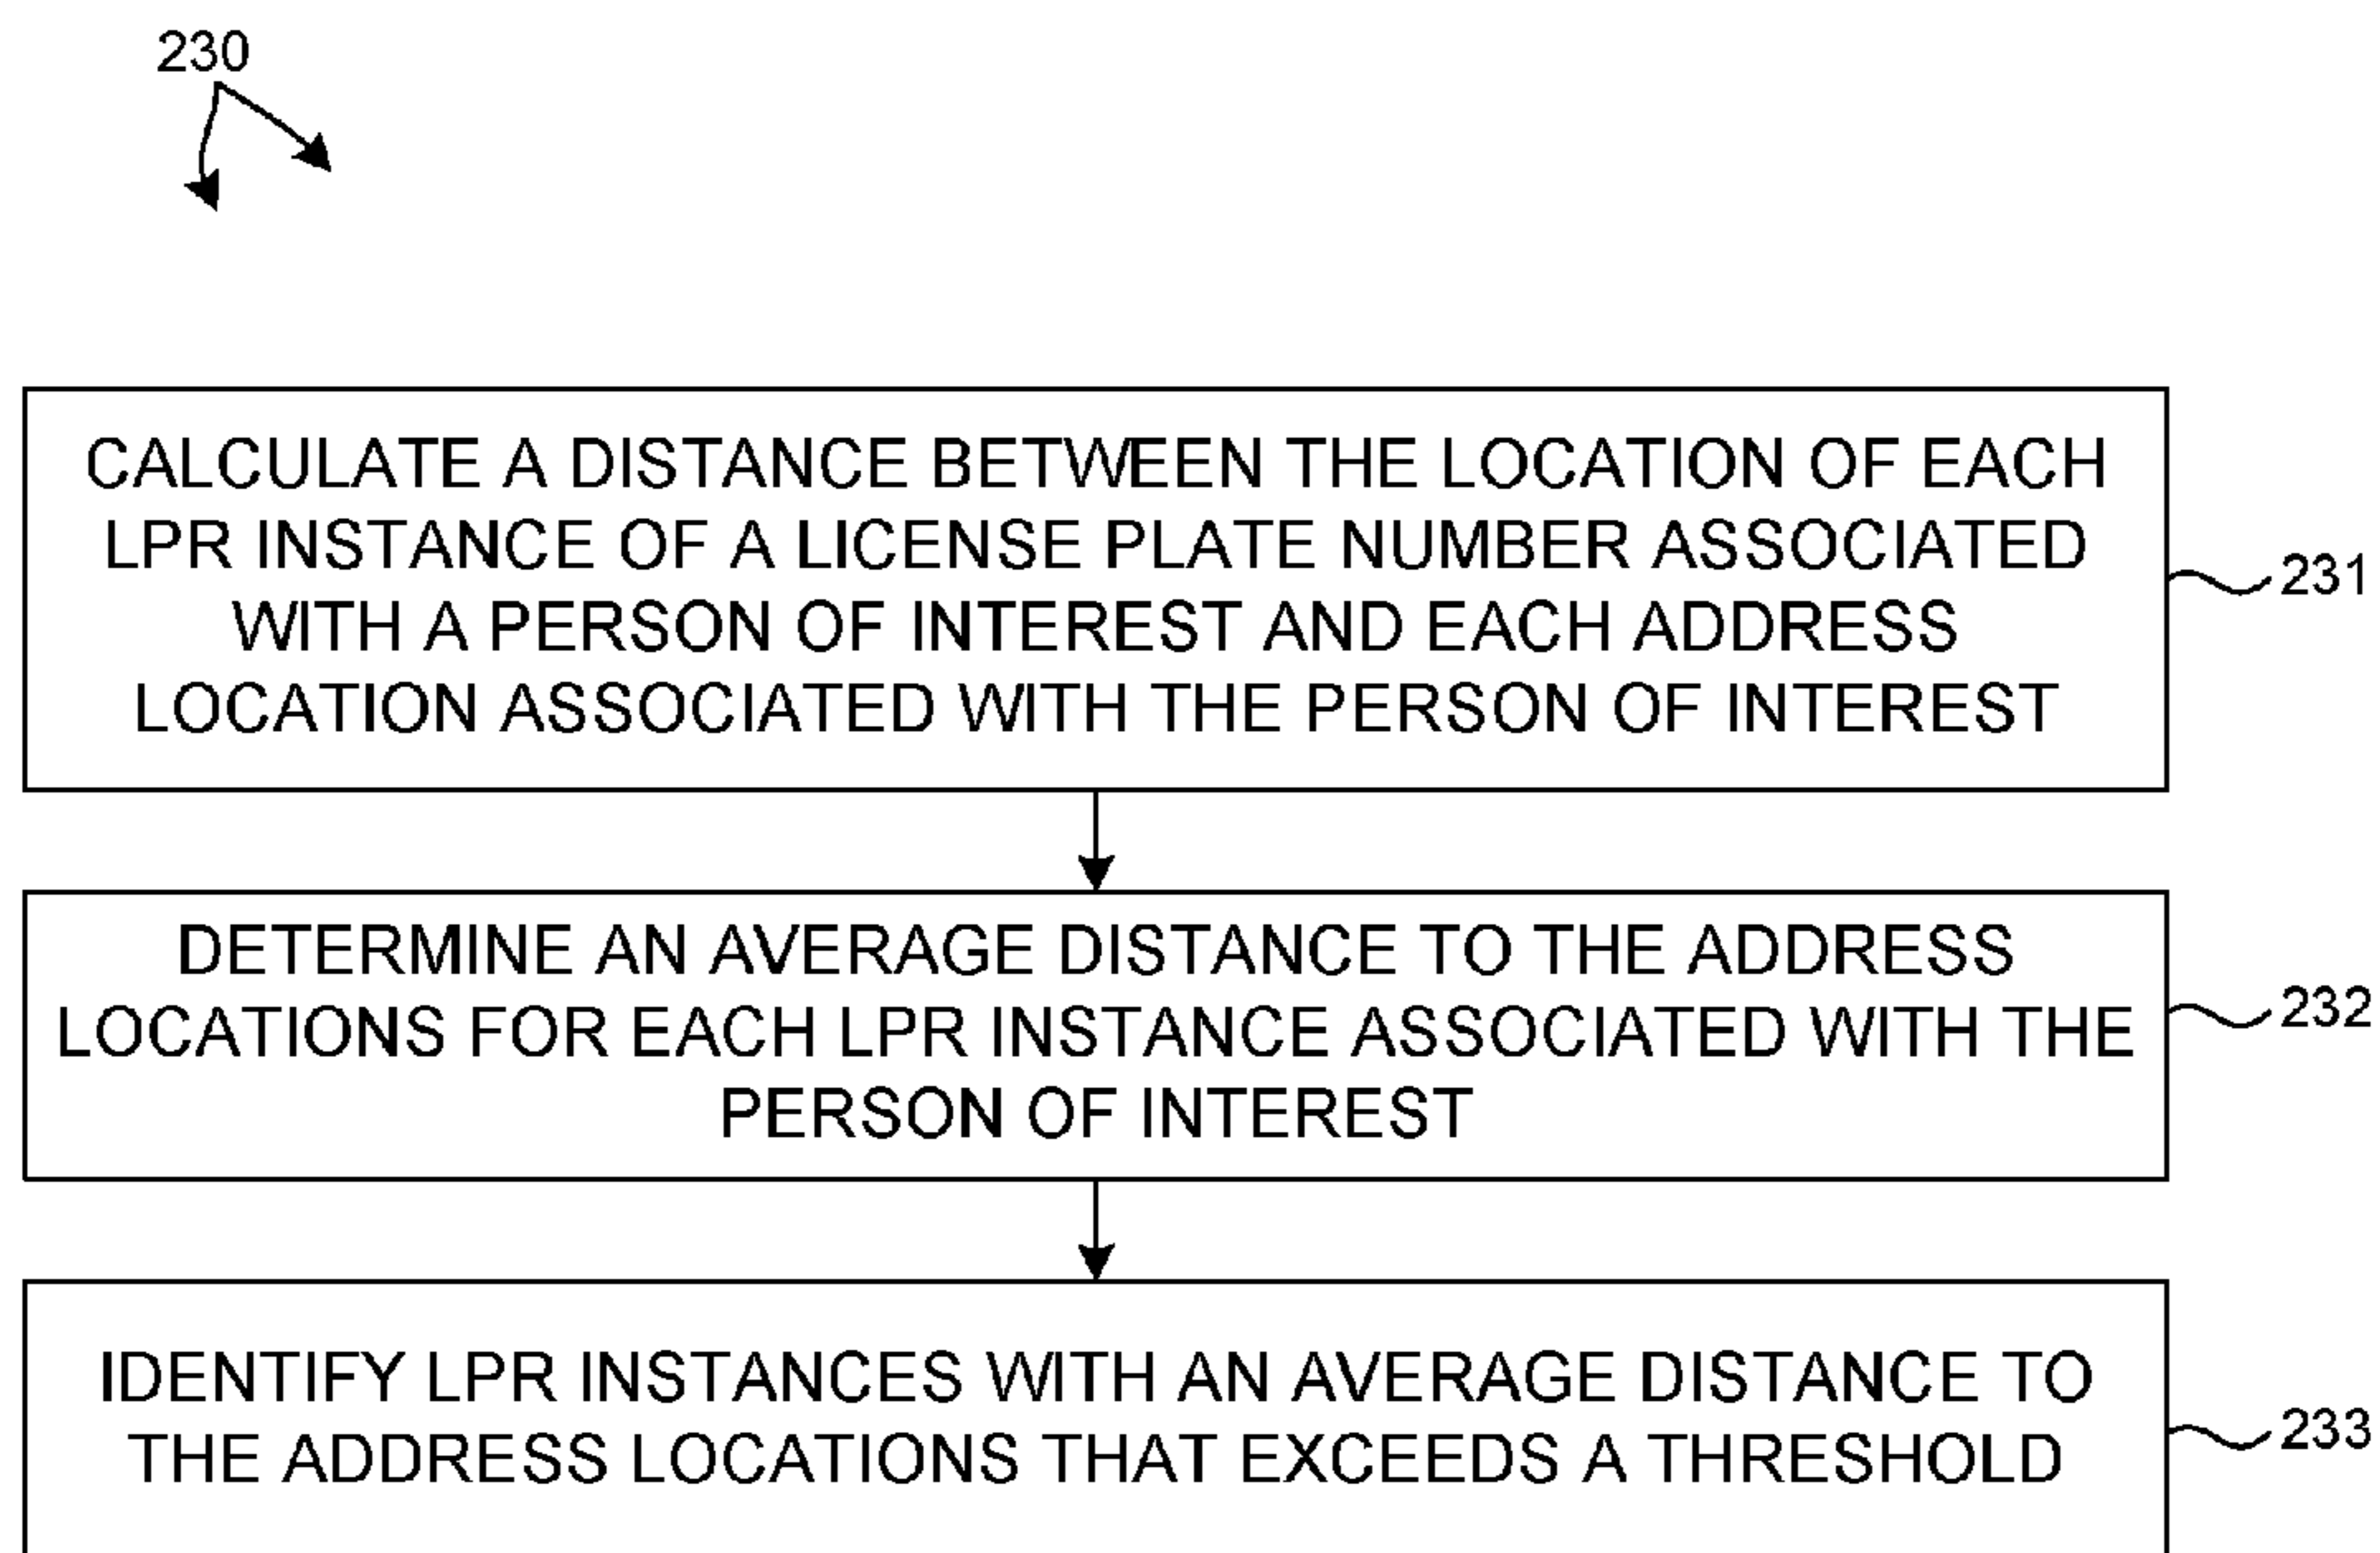 230
CALCULATE A DISTANCE BETWEEN THE LOCATION OF EACH
LPR INSTANCE OF A LICENSE PLATE NUMBER ASSOCIATED
WITH A PERSON OF INTEREST AND EACH ADDRESS
LOCATION ASSOCIATED WITH THE PERSON OF INTEREST
231
DETERMINE AN AVERAGE DISTANCE TO THE ADDRESS
LOCATIONS FOR EACH LPR INSTANCE ASSOCIATED WITH THE
PERSON OF INTEREST
232
IDENTIFY LPR INSTANCES WITH AN AVERAGE DISTANCE TO
THE ADDRESS LOCATIONS THAT EXCEEDS A THRESHOLD
233